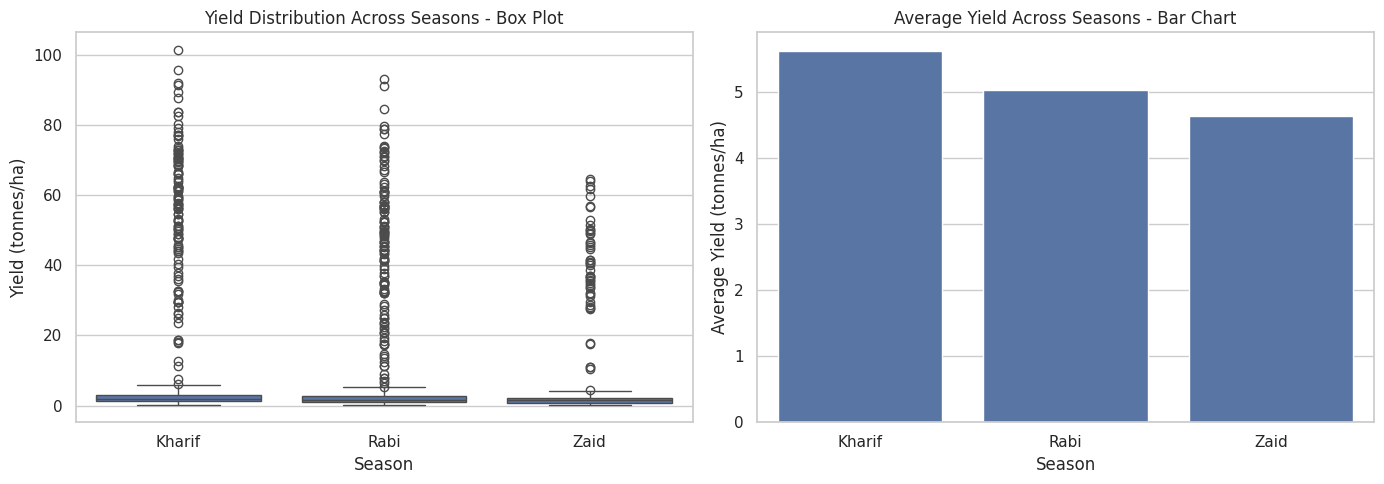 Yield Distribution Across Seasons - Box Plot
Yield (tonnes/ha)
100
80
60
40
20
0
Kharif Rabi Zaid
Season
Average Yield Across Seasons - Bar Chart
Average Yield (tonnes/ha)
5
4
3
2
1
0
Kharif Rabi Zaid
Season